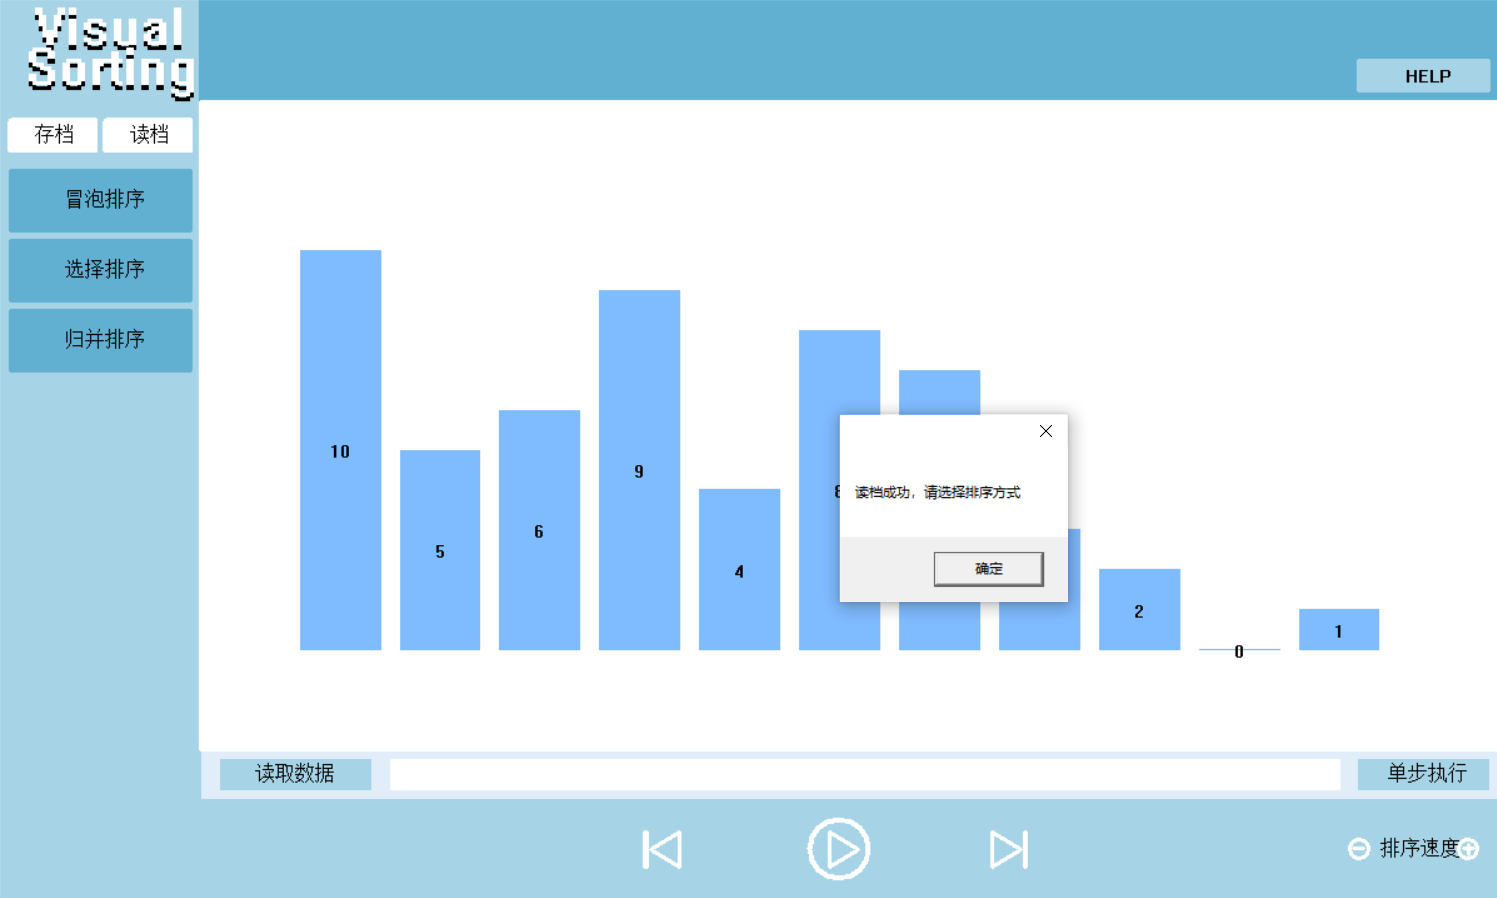 Visual
Sorting
HELP
存档 读档
冒泡排序
选择排序
归并排序
10
5
6
9
4
读档成功，请选择排序方式
确定
2
0
1
读取数据
单步执行
排序速度